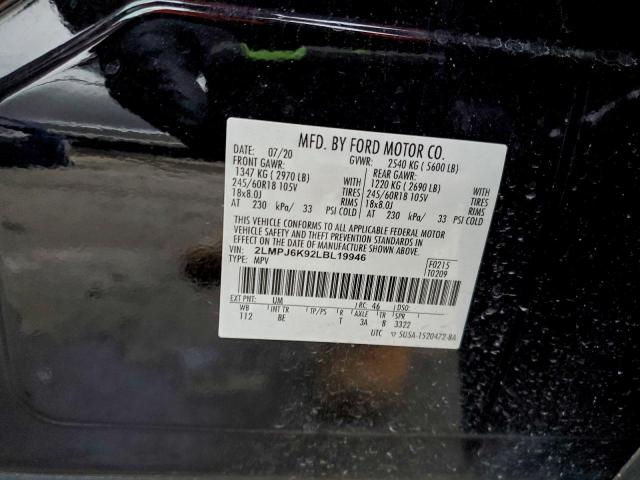 MFD. BY FORD MOTOR CO.
DATE: 07/20 GVWR: 2540 KG ( 5600 LB)
FRONT GAWR: REAR GAWR:
1347 KG ( 2970 LB) WITH 1220 KG ( 2690 LB) WITH
245/60R18 105V TIRES 245/60R18 105V TIRES
18x8.0J RIMS 18x8.0J RIMS
AT 230 kPa/ 33 PSI COLD AT 230 kPa/ 33 PSI COLD
THIS VEHICLE CONFORMS TO ALL APPLICABLE FEDERAL MOTOR
VEHICLE SAFETY AND THEFT PREVENTION STANDARDS IN
EFFECT ON THE DATE OF MANUFACTURE SHOWN ABOVE.
VIN: 2LMPJ6K92LBL19946 F0215
TYPE: MPV T0209
EXT PNT: UM RC: 46 DSO:
WB INT TR TP/PS R AXLE TR SPR
112 BE T 3A B 3322
UTC ▽ 5U5A-1520472-BA